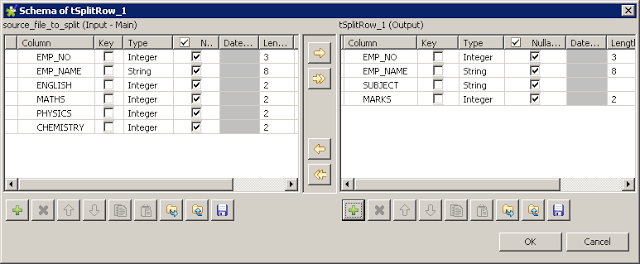 Schema of tSplitRow_1
source_file_to_split (Input - Main)
Column Key Type N.. Date... Len...
EMP_NO Integer 3
EMP_NAME String 8
ENGLISH Integer 2
MATHS Integer 2
PHYSICS Integer 2
CHEMISTRY Integer 2
tSplitRow_1 (Output)
Column Key Type Nulla... Date... Length
EMP_NO Integer 3
EMP_NAME String 8
SUBJECT String
MARKS Integer 2
OK Cancel